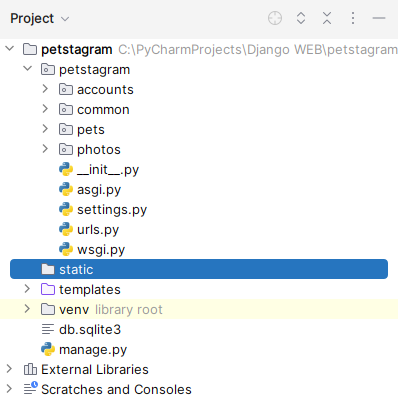 Project
petstagram C:\PyCharmProjects\Django WEB\petstagram
petstagram
accounts
common
pets
photos
__init__.py
asgi.py
settings.py
urls.py
wsgi.py
static
templates
venv library root
db.sqlite3
manage.py
External Libraries
Scratches and Consoles